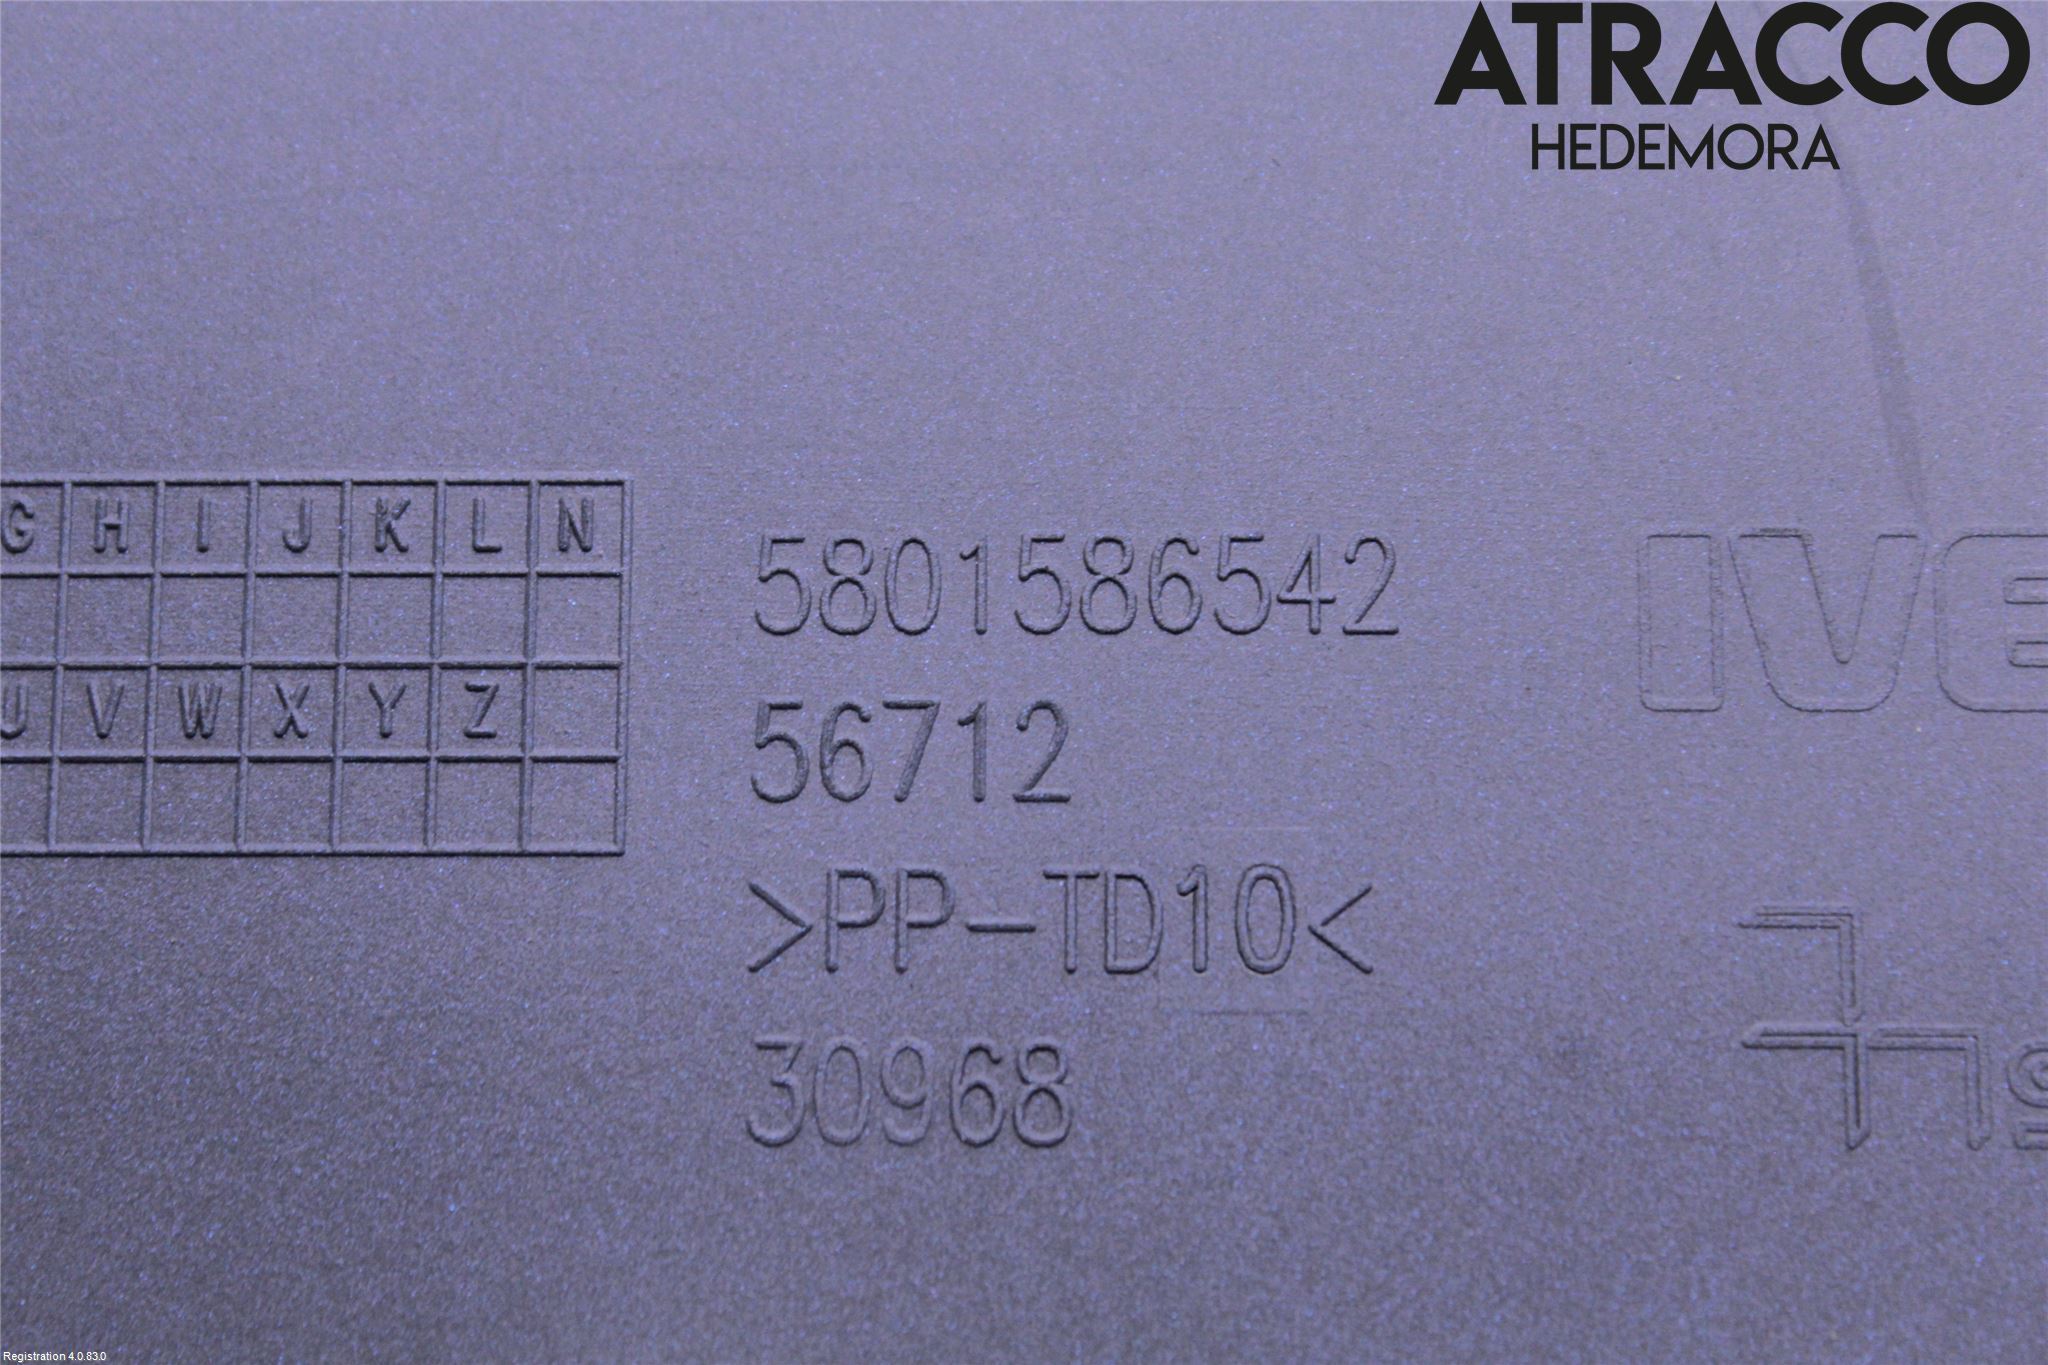 ATRACCO
HEDEMORA
G H I J K L N
U V W X Y Z
5801586542
56712
>PP-TD10<
30968
IVE
Registration 4.0.83.0